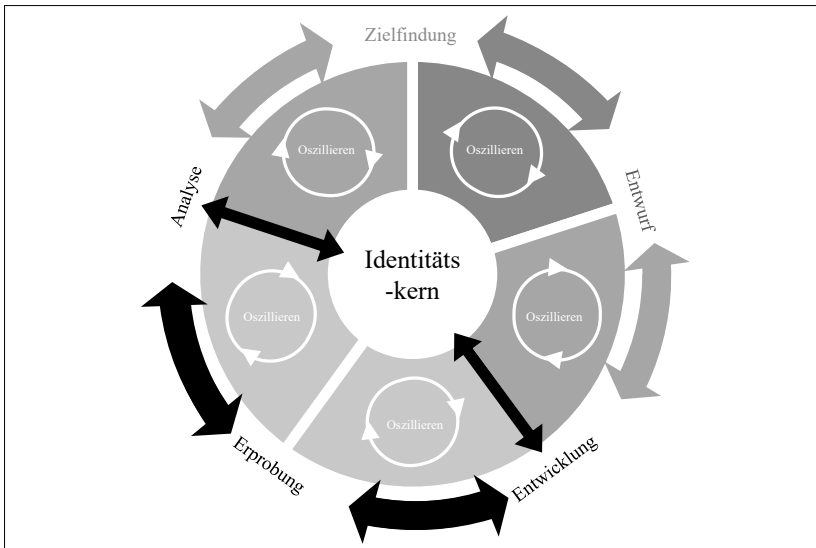 Zielfindung
Oszillieren
Oszillieren
Analyse
Entwurf
Identitäts
-kern
Oszillieren
Oszillieren
Oszillieren
Erprobung
Entwicklung